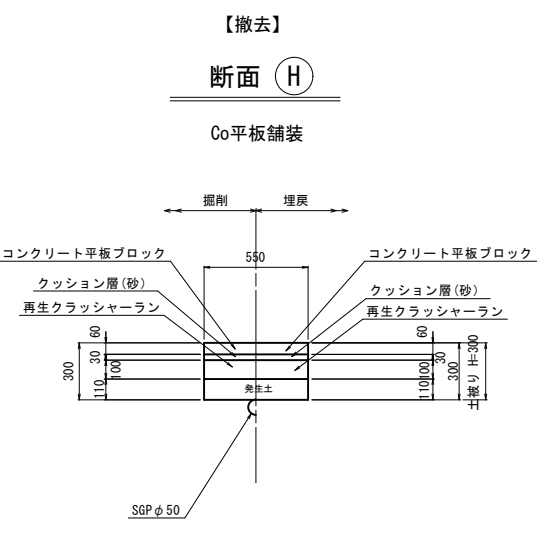 【撤去】
断面 H
Co平板舗装
掘削 埋戻
コンクリート平板ブロック 550 コンクリート平板ブロック
クッション層(砂) クッション層(砂)
再生クラッシャーラン 再生クラッシャーラン
60 60
30 30
100 100
300 300
110 110
土被り H=300
発生土
SGPφ50